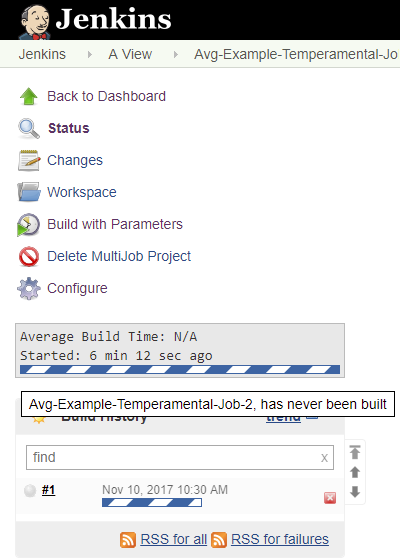 Jenkins
Jenkins A View Avg-Example-Temperamental-Jo
Back to Dashboard
Status
Changes
Workspace
Build with Parameters
Delete MultiJob Project
Configure
Average Build Time: N/A
Started: 6 min 12 sec ago
Avg-Example-Temperamental-Job-2, has never been built
Build History trend
find x
#1 Nov 10, 2017 10:30 AM
RSS for all RSS for failures